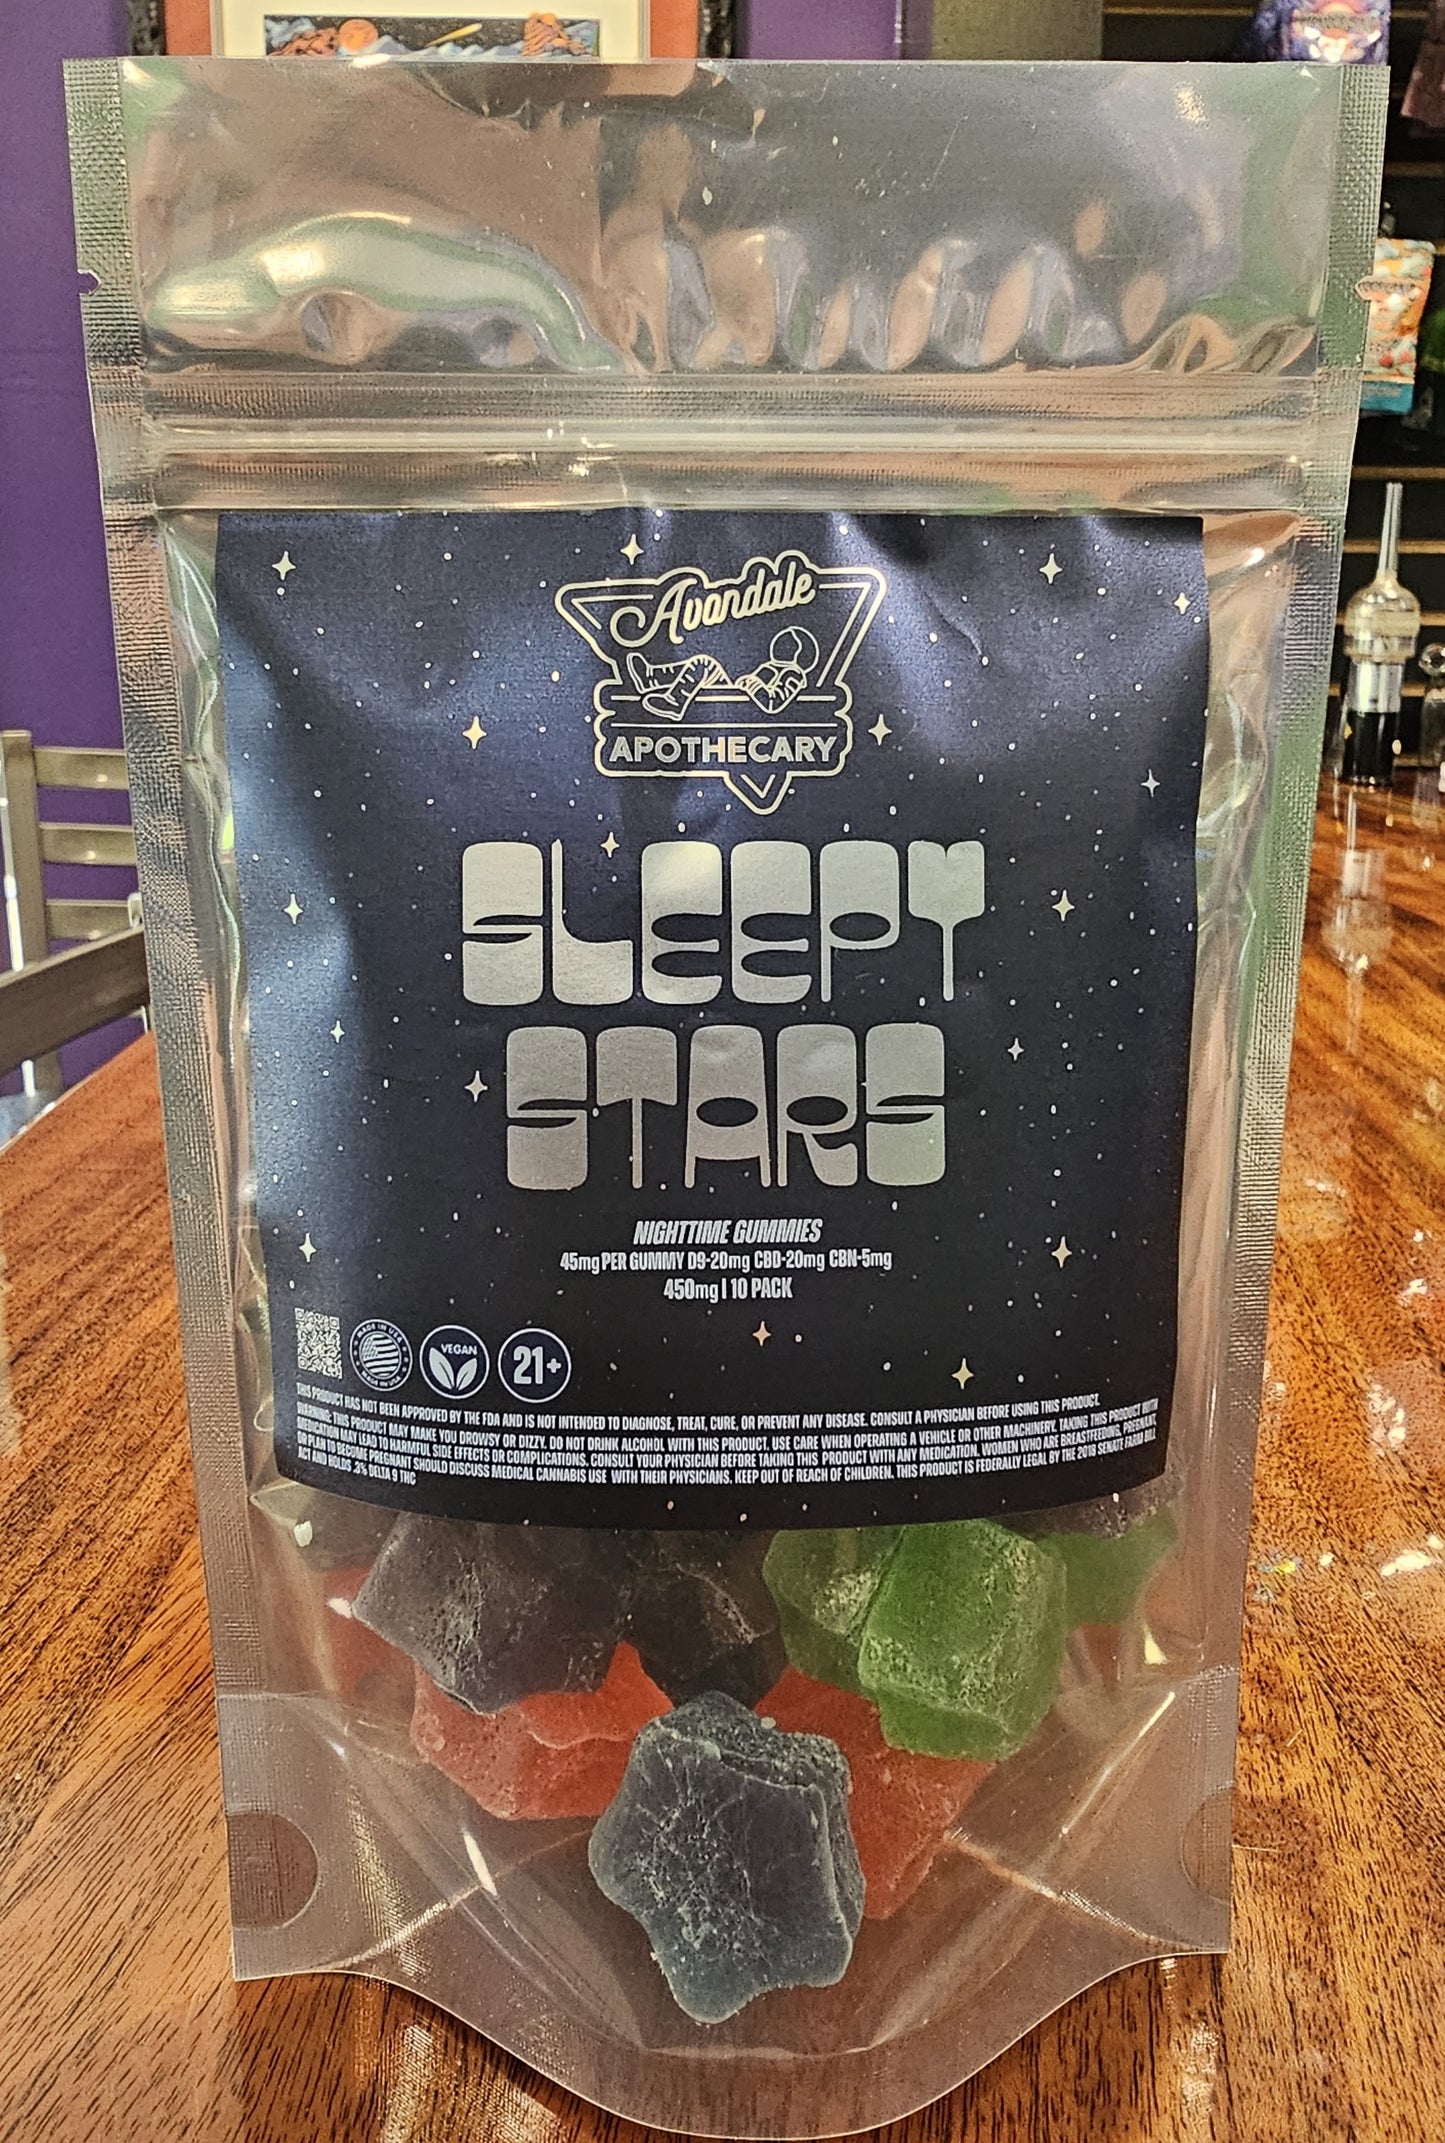 Avondale
APOTHECARY
SLEEPY
STARS
NIGHTTIME GUMMIES
45mg PER GUMMY D9-20mg CBD-20mg CBN-5mg
450mg | 10 PACK
MADE IN USA
MADE IN USA
VEGAN
21+
THIS PRODUCT HAS NOT BEEN APPROVED BY THE FDA AND IS NOT INTENDED TO DIAGNOSE, TREAT, CURE, OR PREVENT ANY DISEASE. CONSULT A PHYSICIAN BEFORE USING THIS PRODUCT.
WARNING: THIS PRODUCT MAY MAKE YOU DROWSY OR DIZZY. DO NOT DRINK ALCOHOL WITH THIS PRODUCT. USE CARE WHEN OPERATING A VEHICLE OR OTHER MACHINERY. TAKING THIS PRODUCT WITH
MEDICATION MAY LEAD TO HARMFUL SIDE EFFECTS OR COMPLICATIONS. CONSULT YOUR PHYSICIAN BEFORE TAKING THIS PRODUCT WITH ANY MEDICATION. WOMEN WHO ARE BREASTFEEDING, PREGNANT,
OR PLAN TO BECOME PREGNANT SHOULD DISCUSS MEDICAL CANNABIS USE WITH THEIR PHYSICIANS. KEEP OUT OF REACH OF CHILDREN. THIS PRODUCT IS FEDERALLY LEGAL BY THE 2018 SENATE FARM BILL
ACT AND HOLDS .3% DELTA 9 THC